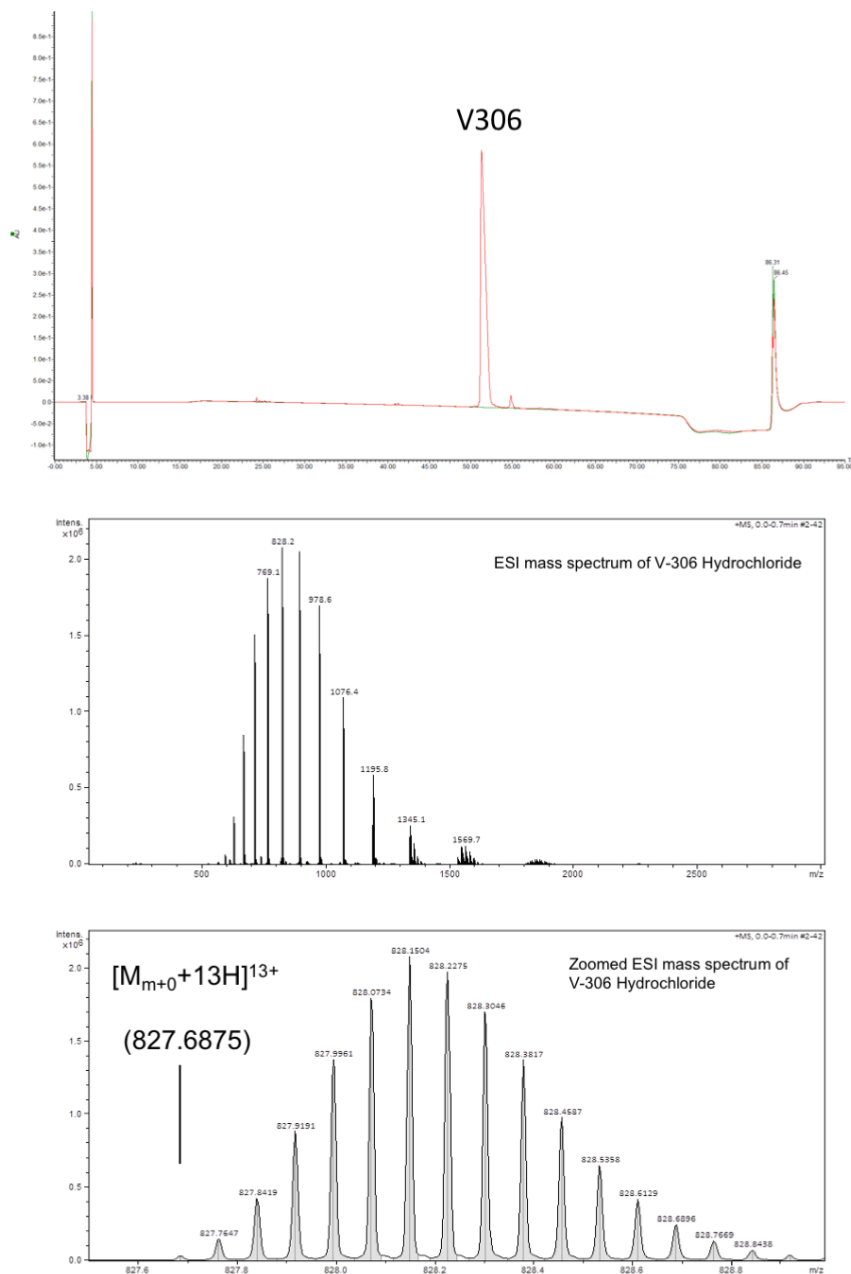 8.5e-1
8.0e-1
7.5e-1
7.0e-1
6.5e-1
6.0e-1
5.5e-1
5.0e-1
4.5e-1
4.0e-1
3.5e-1
3.0e-1
2.5e-1
2.0e-1
1.5e-1
1.0e-1
5.0e-2
0.0
-5.0e-2
-1.0e-1
AU
V306
3.38
86.31
86.45
-0.00 5.00 10.00 15.00 20.00 25.00 30.00 35.00 40.00 45.00 50.00 55.00 60.00 65.00 70.00 75.00 80.00 85.00 90.00 95.00
Intens.
x10⁶
+MS, 0.0-0.7min #2-42
ESI mass spectrum of V-306 Hydrochloride
2.0
1.5
1.0
0.5
0.0
769.1
828.2
978.6
1076.4
1195.8
1345.1
1569.7
500 1000 1500 2000 2500 m/z
Intens.
x10⁶
+MS, 0.0-0.7min #2-42
Zoomed ESI mass spectrum of
V-306 Hydrochloride
[Mₘ₊₀+13H]¹³⁺
(827.6875)
2.0
1.5
1.0
0.5
0.0
827.7647
827.8419
827.9191
827.9961
828.0734
828.1504
828.2275
828.3046
828.3817
828.4587
828.5358
828.6129
828.6896
828.7669
828.8438
827.6 827.8 828.0 828.2 828.4 828.6 828.8 m/z